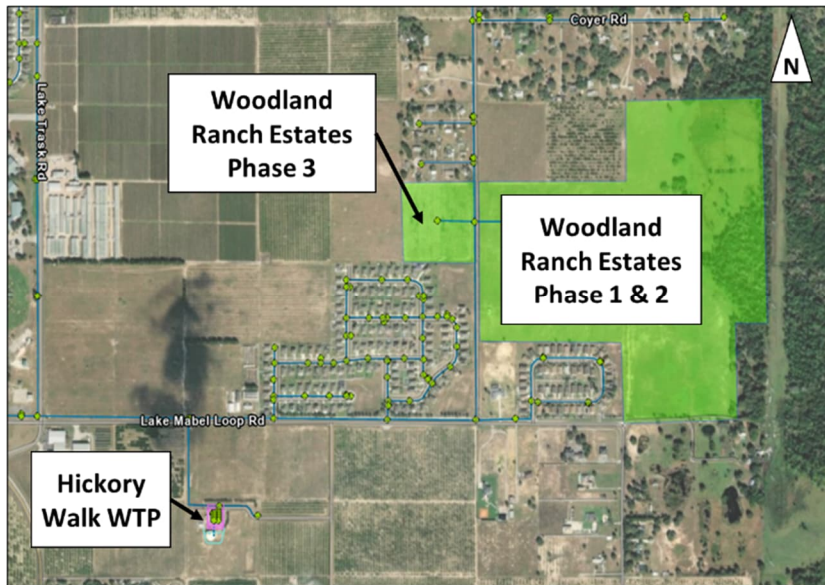 Coyer Rd
N
Woodland
Ranch Estates
Phase 3
Lake Trask Rd
Woodland
Ranch Estates
Phase 1 & 2
Lake Mabel Loop Rd
Hickory
Walk WTP